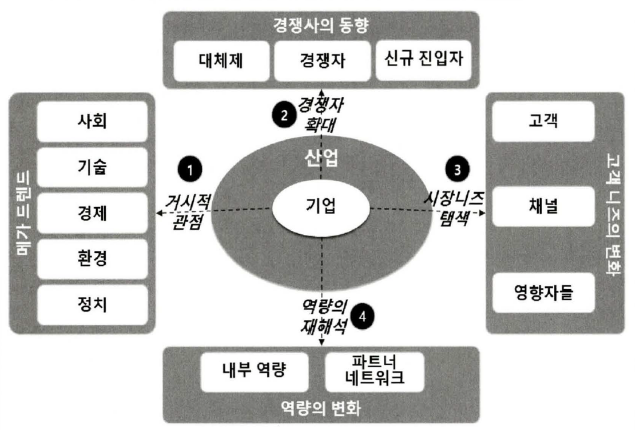 경쟁사의 동향
대체제
경쟁자
신규 진입자
2
경쟁자
확대
메가 트렌드
사회
기술
경제
환경
정치
1
거시적
관점
산업
기업
3
시장니즈
탬색
고객
채널
영향자들
고객 니즈의 변화
역량의
재해석
4
내부 역량
파트너
네트워크
역량의 변화